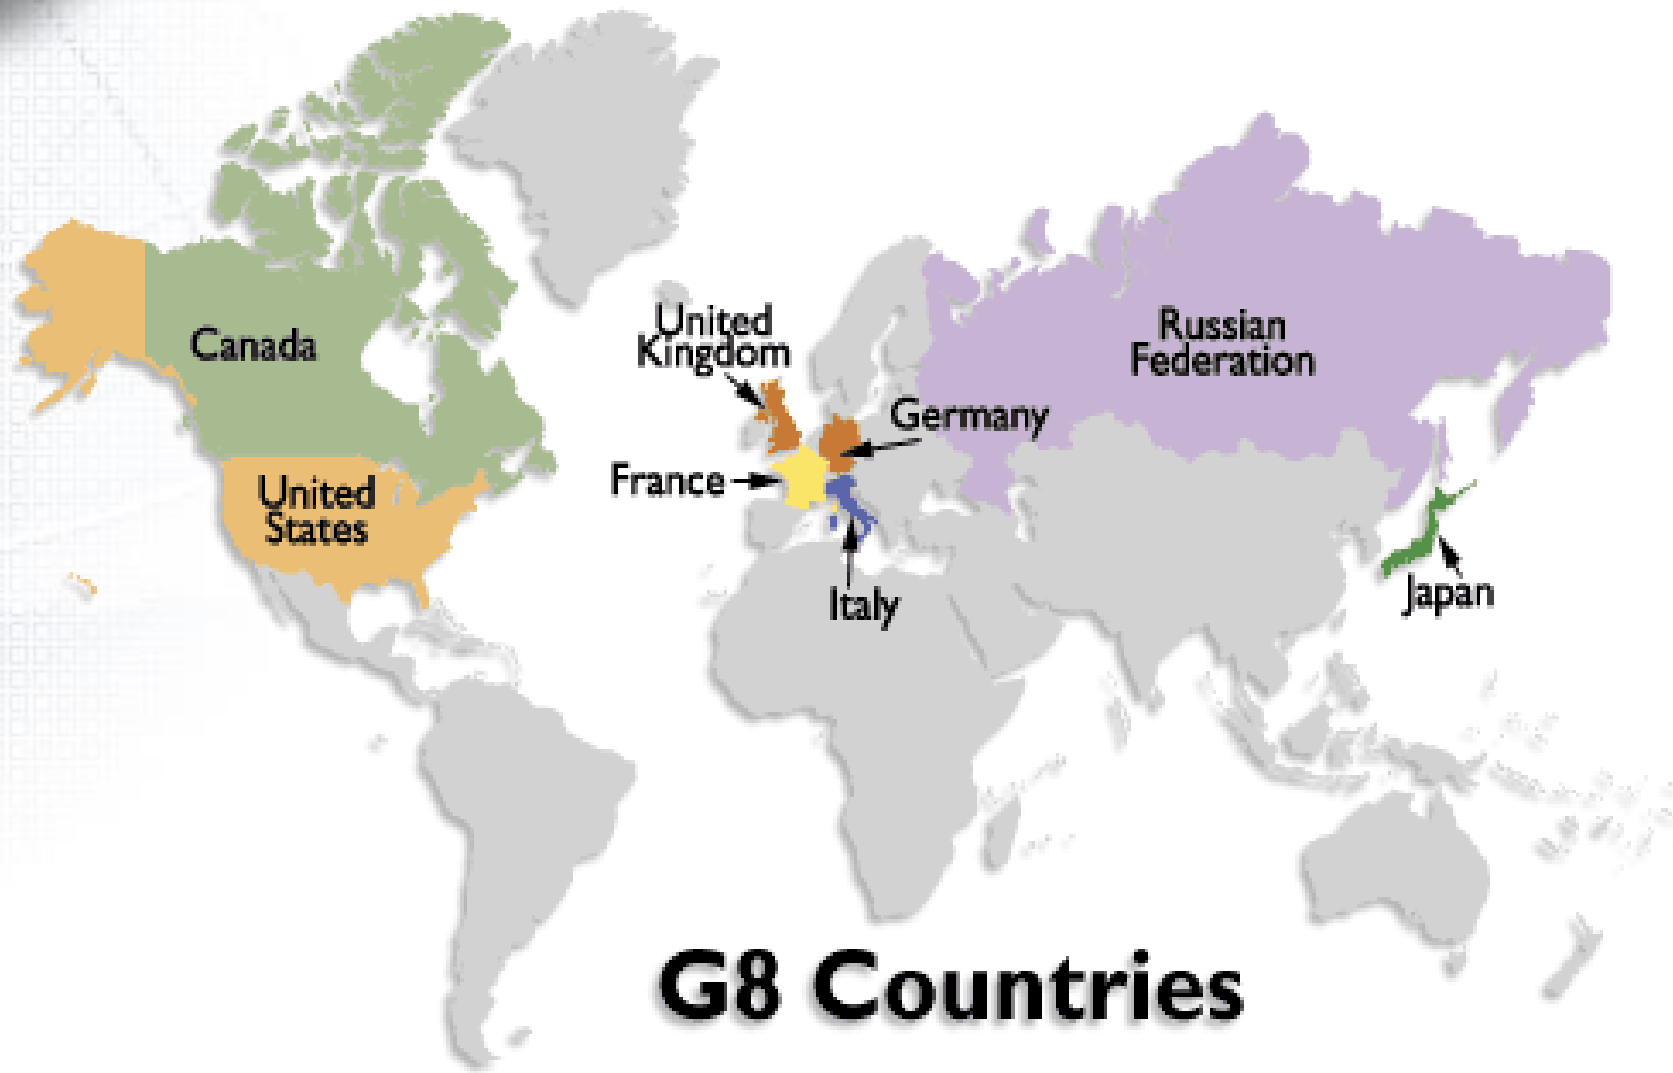 Canada
United
States
United
Kingdom
France
Germany
Italy
Russian
Federation
Japan
G8 Countries